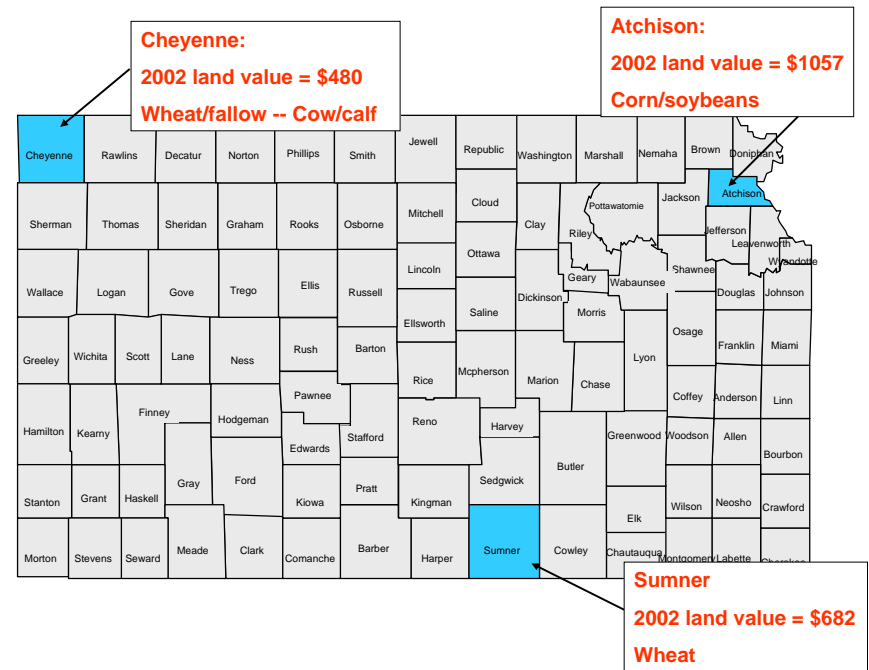 Cheyenne:
2002 land value = $480
Wheat/fallow -- Cow/calf
Atchison:
2002 land value = $1057
Corn/soybeans
Cheyenne
Rawlins
Decatur
Norton
Phillips
Smith
Jewell
Republic
Washington
Marshall
Nemaha
Brown
Doniphan
Sherman
Thomas
Sheridan
Graham
Rooks
Osborne
Mitchell
Cloud
Clay
Riley
Pottawatomie
Jackson
Atchison
Jefferson
Leavenworth
Wyandotte
Wallace
Logan
Gove
Trego
Ellis
Russell
Lincoln
Ottawa
Dickinson
Geary
Wabaunsee
Shawnee
Douglas
Johnson
Ellsworth
Saline
Morris
Osage
Franklin
Miami
Greeley
Wichita
Scott
Lane
Ness
Rush
Barton
Rice
Mcpherson
Marion
Chase
Lyon
Coffey
Anderson
Linn
Hamilton
Kearny
Finney
Hodgeman
Pawnee
Edwards
Stafford
Reno
Harvey
Butler
Greenwood
Woodson
Allen
Bourbon
Stanton
Grant
Haskell
Gray
Ford
Kiowa
Pratt
Kingman
Sedgwick
Elk
Wilson
Neosho
Crawford
Morton
Stevens
Seward
Meade
Clark
Comanche
Barber
Harper
Sumner
Cowley
Chautauqua
Montgomery
Labette
Sumner
2002 land value = $682
Wheat